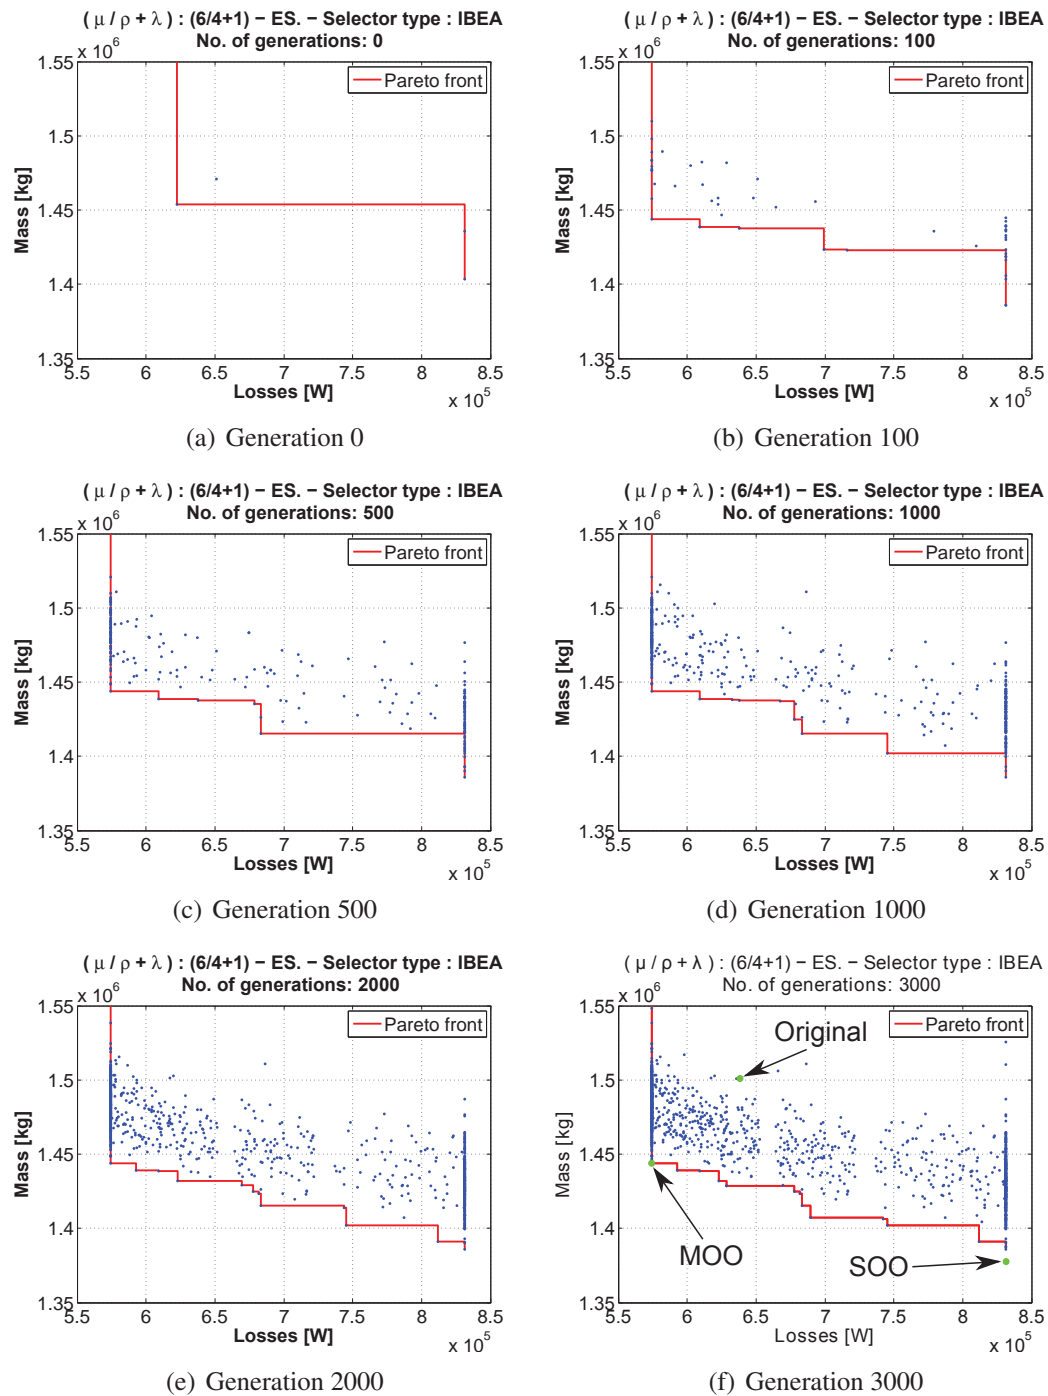 ( μ / ρ + λ ) : (6/4+1) − ES. − Selector type : IBEA
No. of generations: 0
x 10^6
1.55
1.5
1.45
1.4
1.35
Mass [kg]
Pareto front
5.5 6 6.5 7 7.5 8 8.5
Losses [W]
x 10^5
(a) Generation 0
( μ / ρ + λ ) : (6/4+1) − ES. − Selector type : IBEA
No. of generations: 100
x 10^6
1.55
1.5
1.45
1.4
1.35
Mass [kg]
Pareto front
5.5 6 6.5 7 7.5 8 8.5
Losses [W]
x 10^5
(b) Generation 100
( μ / ρ + λ ) : (6/4+1) − ES. − Selector type : IBEA
No. of generations: 500
x 10^6
1.55
1.5
1.45
1.4
1.35
Mass [kg]
Pareto front
5.5 6 6.5 7 7.5 8 8.5
Losses [W]
x 10^5
(c) Generation 500
( μ / ρ + λ ) : (6/4+1) − ES. − Selector type : IBEA
No. of generations: 1000
x 10^6
1.55
1.5
1.45
1.4
1.35
Mass [kg]
Pareto front
5.5 6 6.5 7 7.5 8 8.5
Losses [W]
x 10^5
(d) Generation 1000
( μ / ρ + λ ) : (6/4+1) − ES. − Selector type : IBEA
No. of generations: 2000
x 10^6
1.55
1.5
1.45
1.4
1.35
Mass [kg]
Pareto front
5.5 6 6.5 7 7.5 8 8.5
Losses [W]
x 10^5
(e) Generation 2000
( μ / ρ + λ ) : (6/4+1) − ES. − Selector type : IBEA
No. of generations: 3000
x 10^6
1.55
1.5
1.45
1.4
1.35
Mass [kg]
Pareto front
Original
MOO
SOO
5.5 6 6.5 7 7.5 8 8.5
Losses [W]
x 10^5
(f) Generation 3000